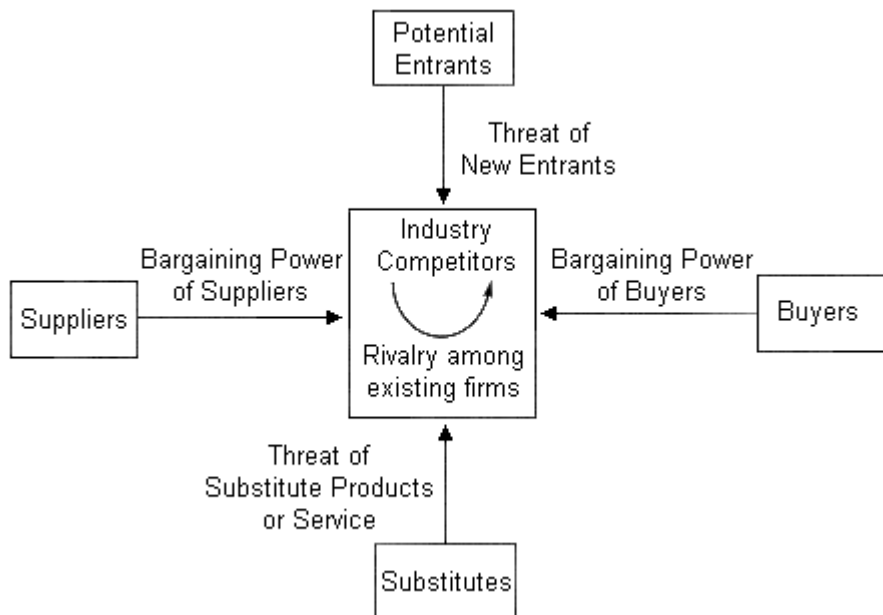 Potential
Entrants
Threat of
New Entrants
Industry
Competitors
Rivalry among
existing firms
Bargaining Power
of Suppliers
Suppliers
Bargaining Power
of Buyers
Buyers
Threat of
Substitute Products
or Service
Substitutes